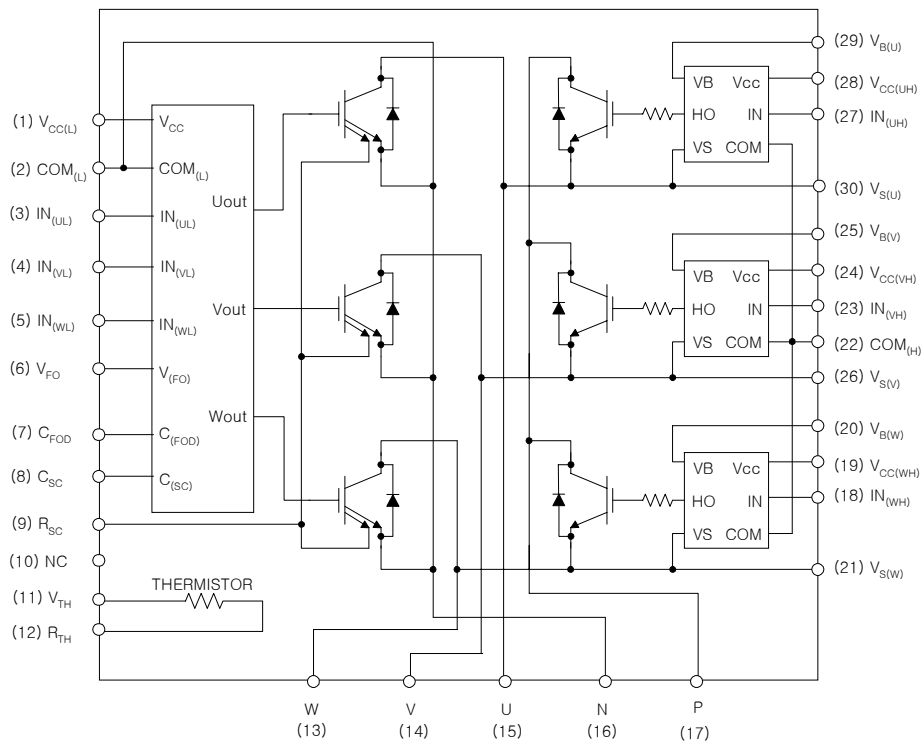 (1) VCC(L)
(2) COM(L)
(3) IN(UL)
(4) IN(VL)
(5) IN(WL)
(6) VFO
(7) CFOD
(8) CSC
(9) RSC
(10) NC
(11) VTH
(12) RTH
VCC
COM(L)
IN(UL)
IN(VL)
IN(WL)
V(FO)
C(FOD)
C(SC)
Uout
Vout
Wout
THERMISTOR
VB Vcc
HO IN
VS COM
VB Vcc
HO IN
VS COM
VB Vcc
HO IN
VS COM
(29) VB(U)
(28) VCC(UH)
(27) IN(UH)
(30) VS(U)
(25) VB(V)
(24) VCC(VH)
(23) IN(VH)
(22) COM(H)
(26) VS(V)
(20) VB(W)
(19) VCC(WH)
(18) IN(WH)
(21) VS(W)
W V U N P
(13) (14) (15) (16) (17)